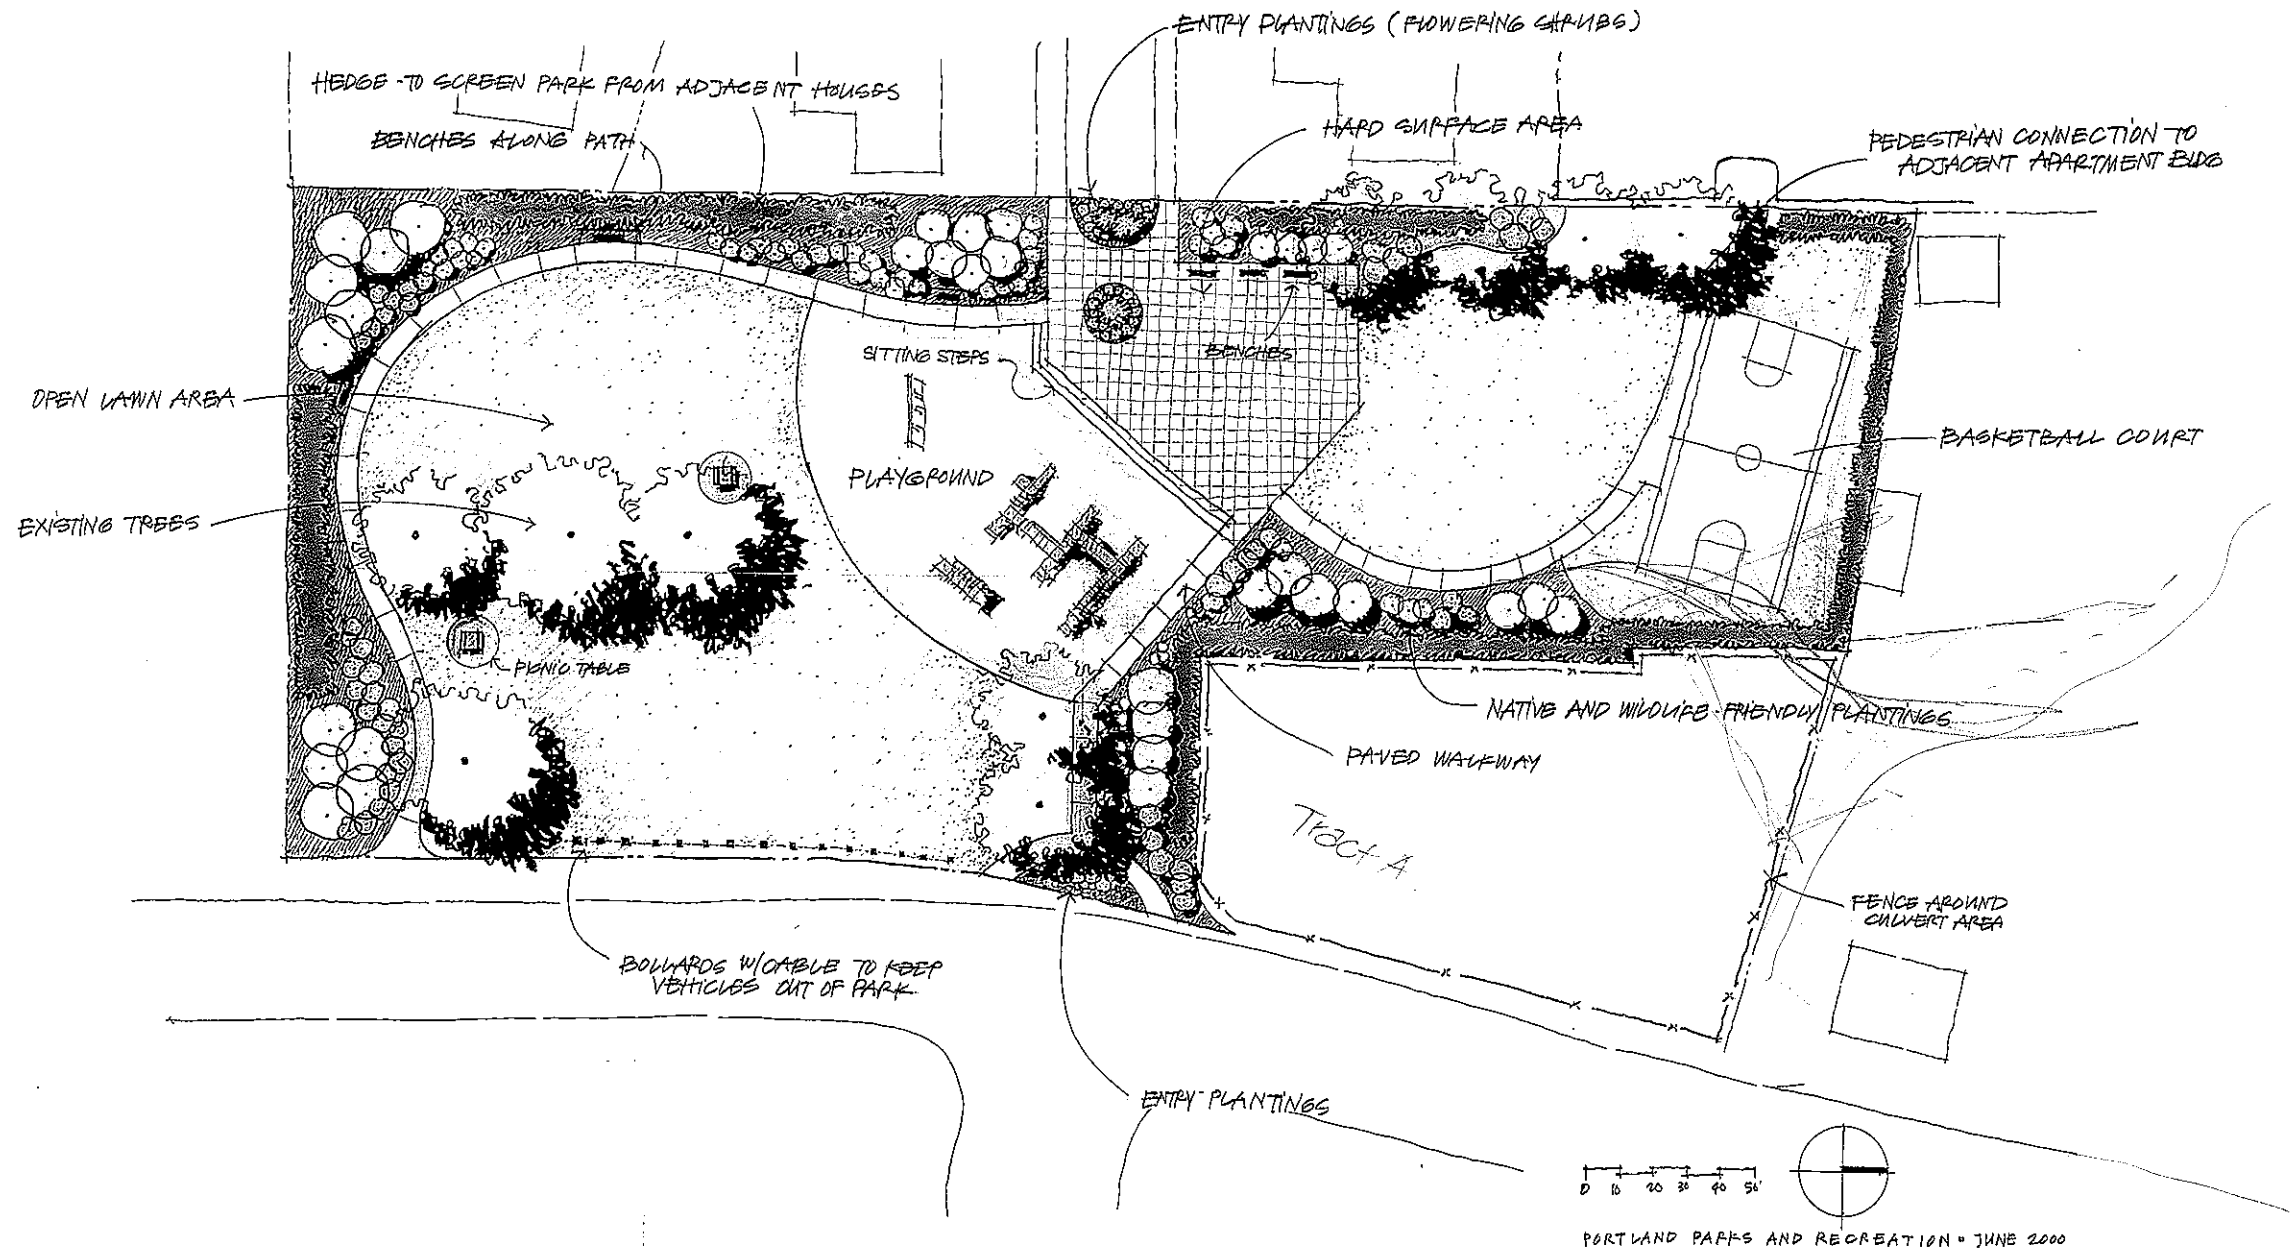 ENTRY PLANTINGS (FLOWERING SHRUBS)
HEDGE - TO SCREEN PARK FROM ADJACENT HOUSES
BENCHES ALONG PATH
HARD SURFACE AREA
PEDESTRIAN CONNECTION TO
ADJACENT APARTMENT BLDG
SITTING STEPS
BENCHES
OPEN LAWN AREA
BASKETBALL COURT
PLAYGROUND
EXISTING TREES
PICNIC TABLE
NATIVE AND WILDLIFE FRIENDLY PLANTINGS
PAVED WALKWAY
Tract A
FENCE AROUND
CULVERT AREA
BOLLARDS W/CABLE TO KEEP
VEHICLES OUT OF PARK
ENTRY PLANTINGS
0 10 20 30 40 50'
PORTLAND PARKS AND RECREATION • JUNE 2000